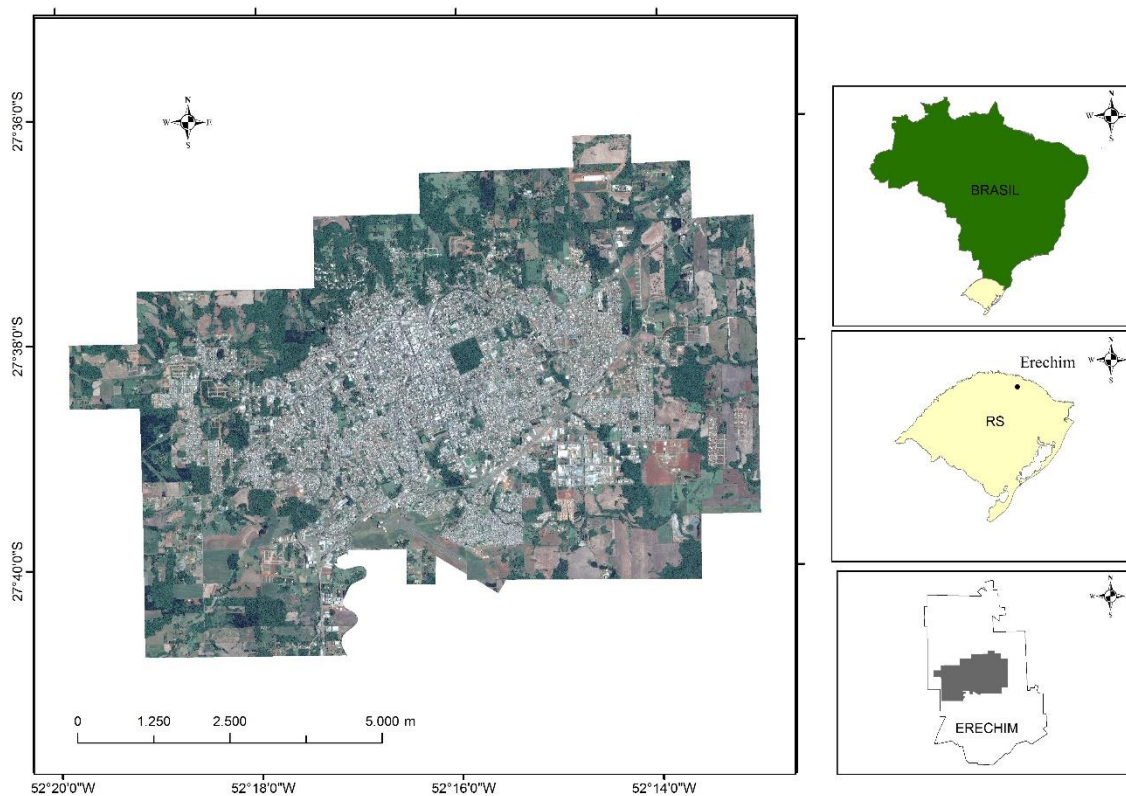 N
W E
S
27°36'0"S
27°38'0"S
27°40'0"S
0 1.250 2.500 5.000 m
52°20'0"W 52°18'0"W 52°16'0"W 52°14'0"W
N
W E
S
BRASIL
N
W E
S
Erechim
RS
N
W E
S
ERECHIM